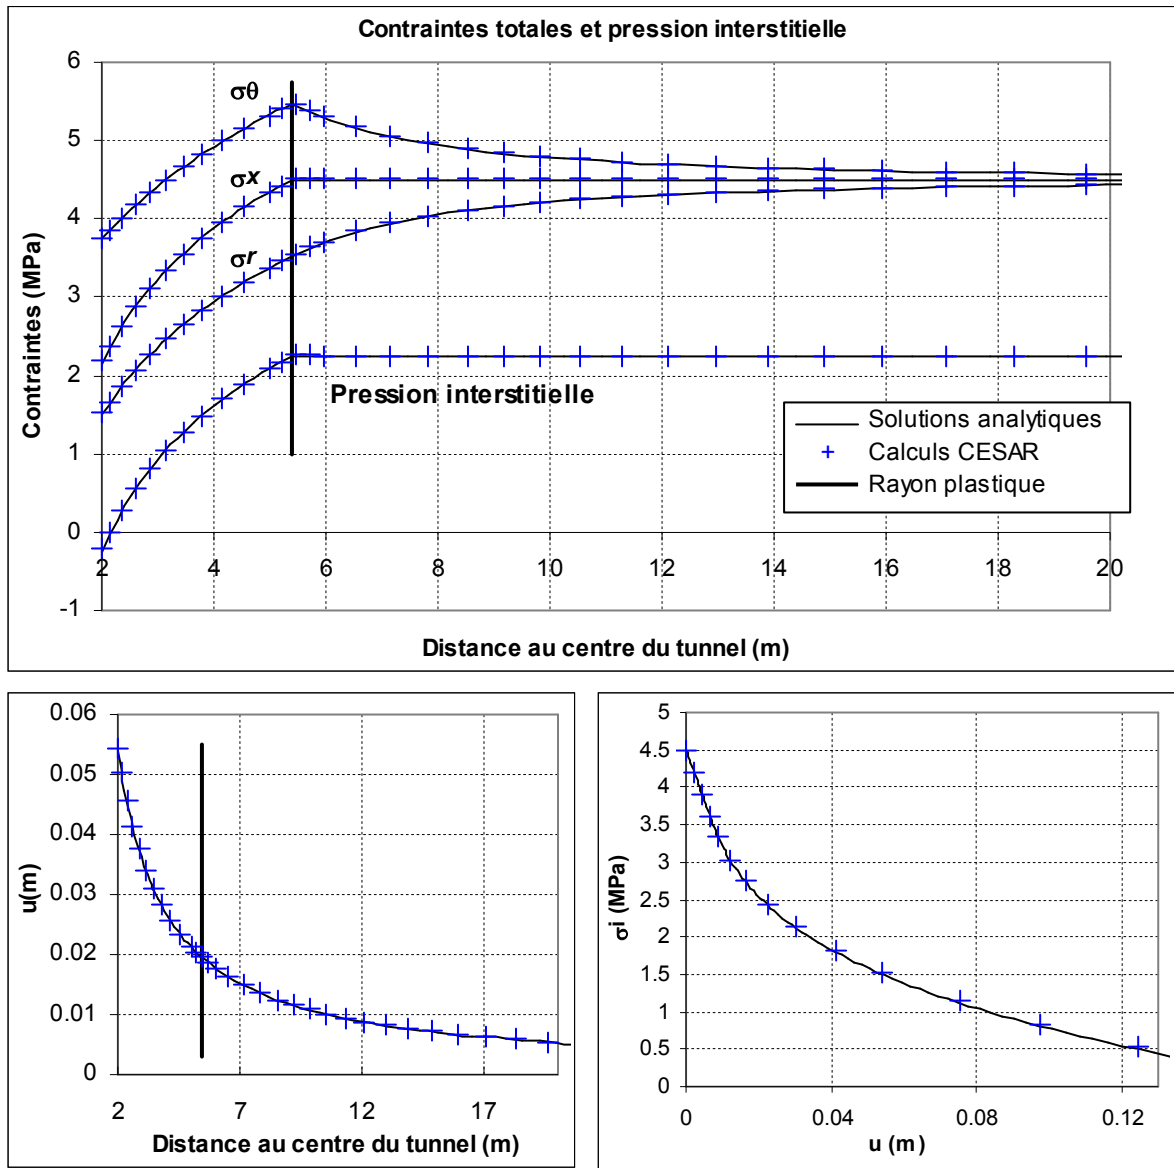 Contraintes totales et pression interstitielle
6
5
4
3
2
1
0
-1
Contraintes (MPa)
σθ
σx
σr
Pression interstitielle
Solutions analytiques
Calculs CESAR
Rayon plastique
2 4 6 8 10 12 14 16 18 20
Distance au centre du tunnel (m)
0.06
0.05
0.04
0.03
0.02
0.01
0
u(m)
2 7 12 17
Distance au centre du tunnel (m)
5
4.5
4
3.5
3
2.5
2
1.5
1
0.5
0
σi (MPa)
0 0.04 0.08 0.12
u (m)